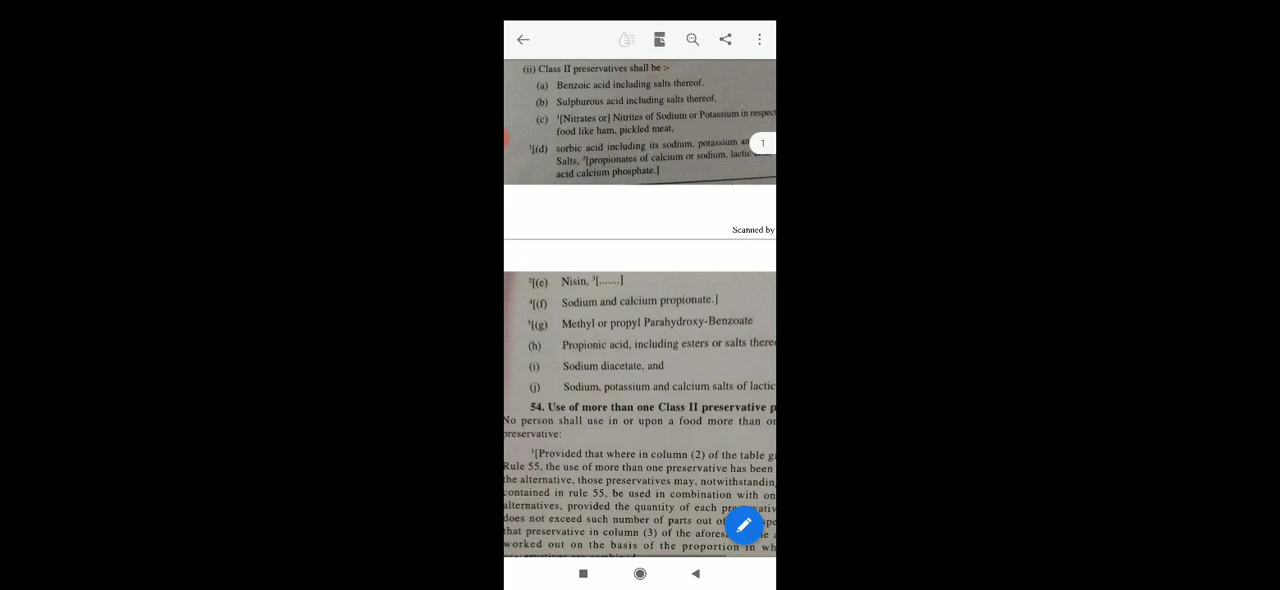 (ii) Class II preservatives shall be :-
(a) Benzoic acid including salts thereof,
(b) Sulphurous acid including salts thereof,
(c) ¹[Nitrates or] Nitrites of Sodium or Potassium in respec
food like ham, pickled meat,
1
¹[(d) sorbic acid including its sodium, potassium an
Salts, ²[propionates of calcium or sodium, lactic
acid calcium phosphate.]
Scanned by
²[(e) Nisin, ³[.......]
⁴[(f) Sodium and calcium propionate.]
⁵[(g) Methyl or propyl Parahydroxy-Benzoate
(h) Propionic acid, including esters or salts there
(i) Sodium diacetate, and
(j) Sodium, potassium and calcium salts of lactic
54. Use of more than one Class II preservative p
No person shall use in or upon a food more than or
preservative:
¹[Provided that where in column (2) of the table g
Rule 55, the use of more than one preservative has been
the alternative, those preservatives may, notwithstanding
contained in rule 55, be used in combination with on
alternatives, provided the quantity of each
does not exceed such number of parts out of
that preservative in column (3) of the
worked out on the basis of the proportion in wh